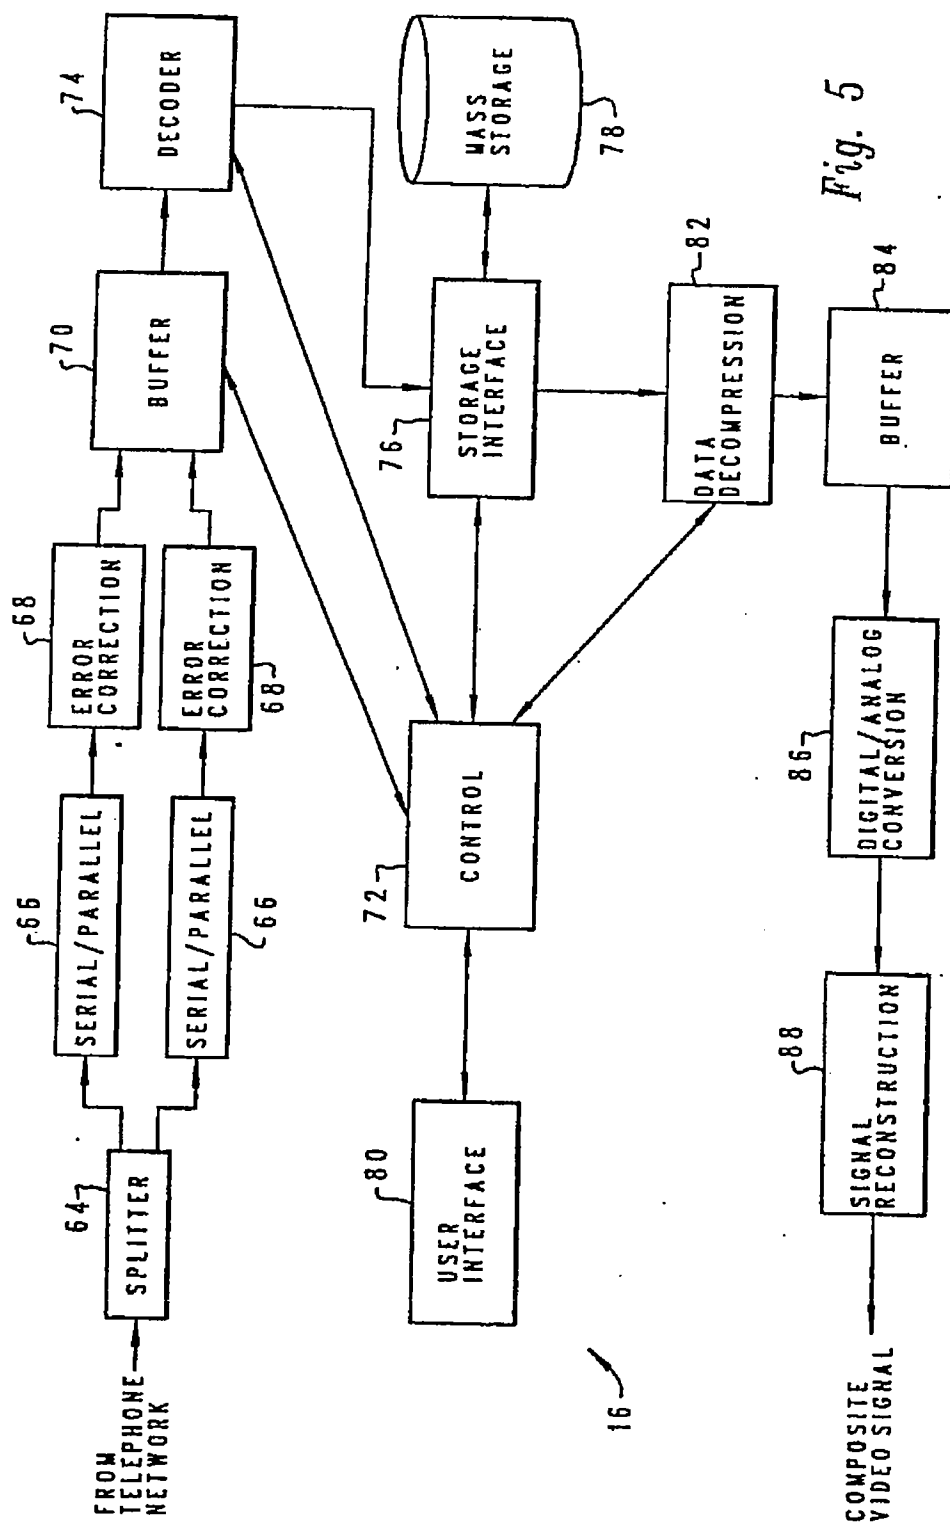 FROM
TELEPHONE
NETWORK
SPLITTER
64
SERIAL/PARALLEL
66
SERIAL/PARALLEL
66
ERROR
CORRECTION
68
ERROR
CORRECTION
68
BUFFER
70
DECODER
74
USER
INTERFACE
80
CONTROL
72
STORAGE
INTERFACE
76
MASS
STORAGE
78
DATA
DECOMPRESSION
82
BUFFER
84
DIGITAL/ANALOG
CONVERSION
86
SIGNAL
RECONSTRUCTION
88
COMPOSITE
VIDEO SIGNAL
16
Fig. 5